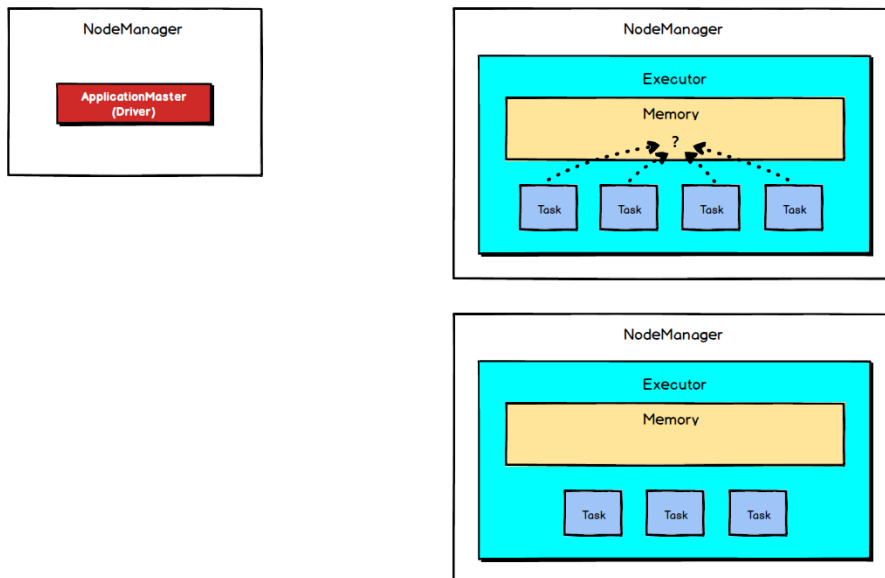 NodeManager
ApplicationMaster
(Driver)
NodeManager
Executor
Memory
?
Task
Task
Task
Task
NodeManager
Executor
Memory
Task
Task
Task